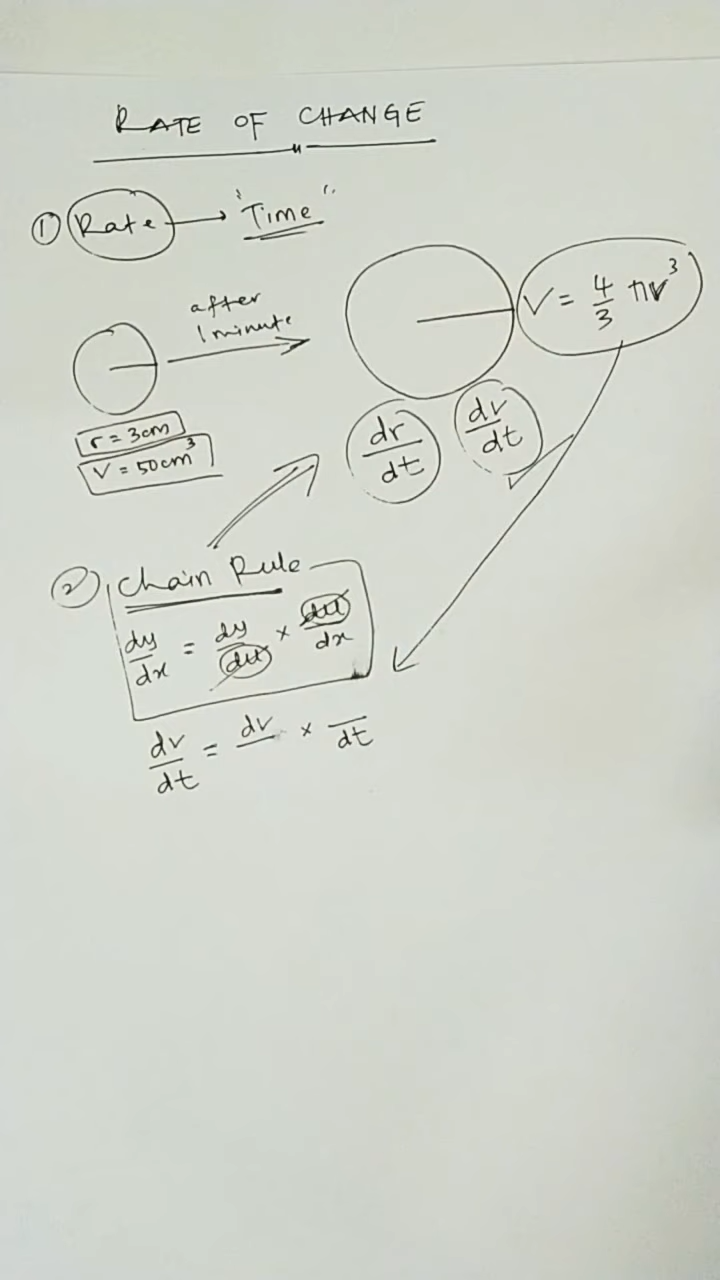 RATE OF CHANGE
① Rate → "Time"
after
1 minute
V = 4/3 πr³
r = 3cm
V = 50cm³
dr/dt
dv/dt
② Chain Rule
dy/dx = dy/du × du/dx
dv/dt = dv/ × /dt